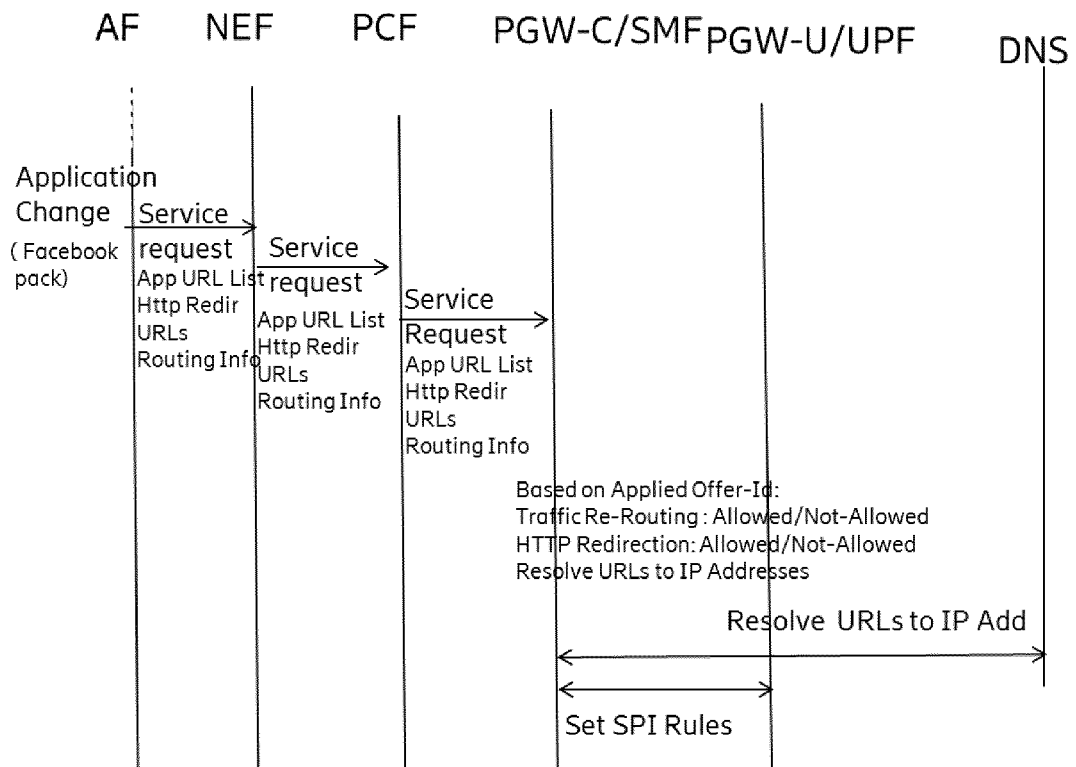 AF NEF PCF PGW-C/SMF PGW-U/UPF DNS
Application
Change
( Facebook
pack)
Service
request
App URL List
Http Redir
URLs
Routing Info
Service
request
App URL List
Http Redir
URLs
Routing Info
Service
Request
App URL List
Http Redir
URLs
Routing Info
Based on Applied Offer-Id:
Traffic Re-Routing : Allowed/Not-Allowed
HTTP Redirection: Allowed/Not-Allowed
Resolve URLs to IP Addresses
Resolve URLs to IP Add
Set SPI Rules